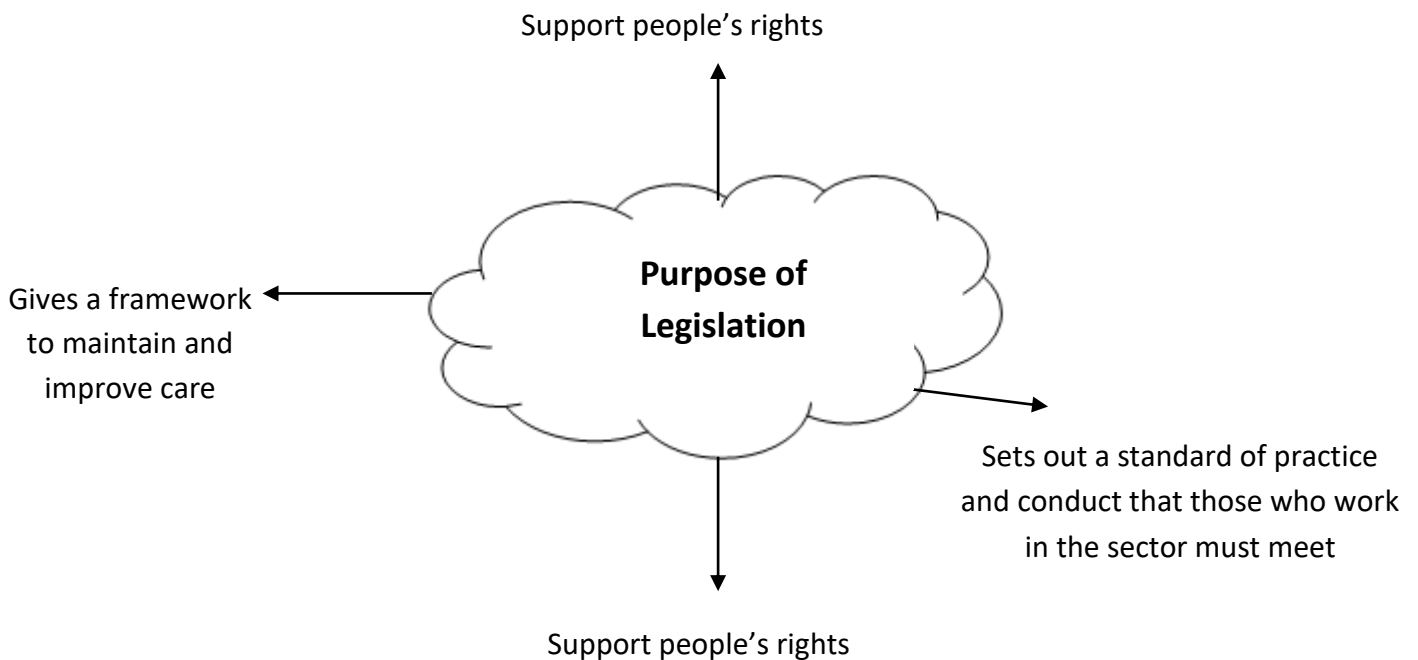 Support people’s rights
Purpose of
Legislation
Gives a framework
to maintain and
improve care
Sets out a standard of practice
and conduct that those who work
in the sector must meet
Support people’s rights